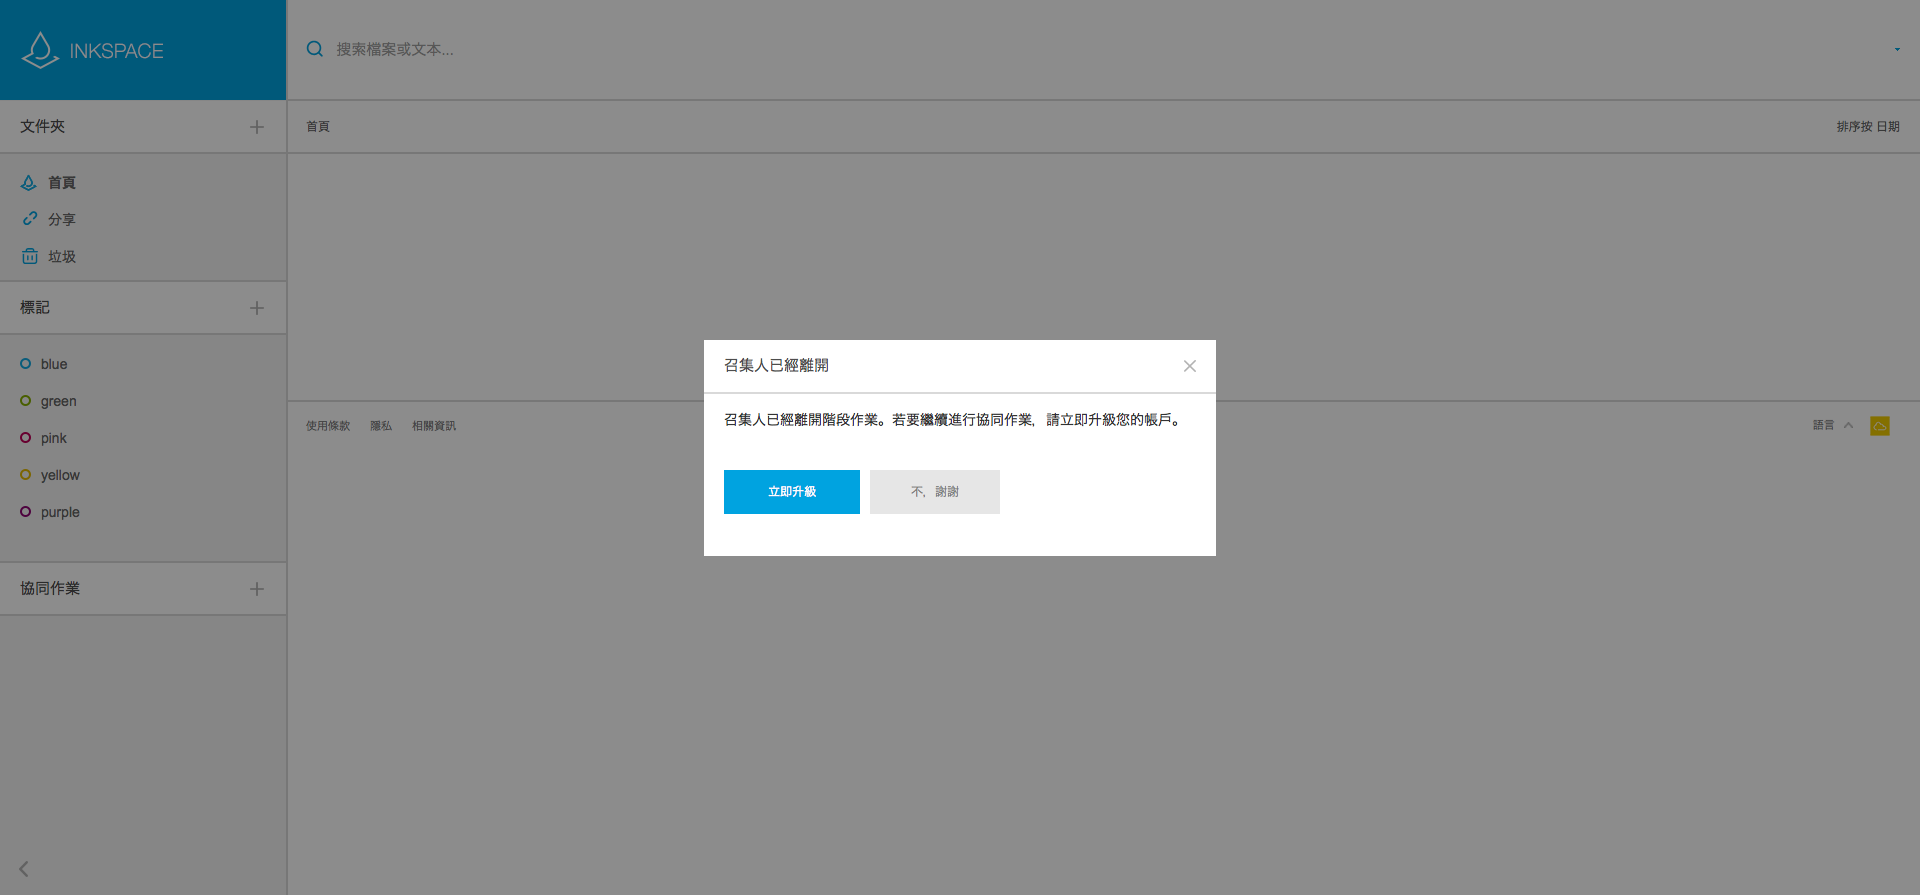 INKSPACE
搜索檔案或文本...
文件夾
首頁
排序按 日期
首頁
分享
垃圾
標記
blue
green
pink
yellow
purple
協同作業
召集人已經離開
召集人已經離開階段作業。若要繼續進行協同作業，請立即升級您的帳戶。
立即升級
不，謝謝
使用條款
隱私
相關資訊
語言